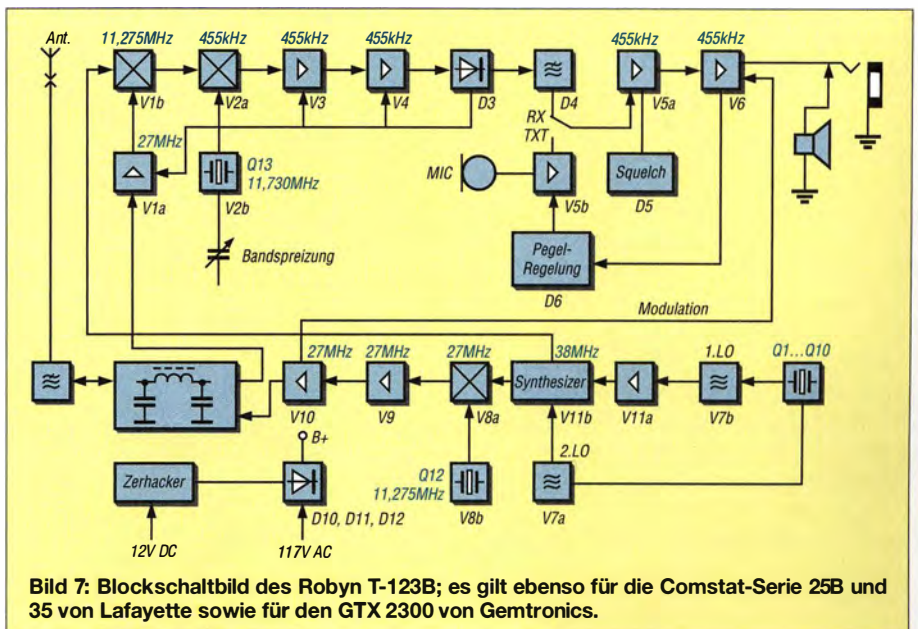 Ant.
11,275MHz
455kHz
455kHz
455kHz
455kHz
455kHz
V1b
V2a
V3
V4
D3
D4
V5a
V6
27MHz
V1a
Q13
11,730MHz
V2b
Bandspreizung
RX
TXT
MIC
V5b
Squelch
D5
Pegel-
Regelung
D6
Modulation
27MHz
27MHz
27MHz
38MHz
1.LO
Q1...Q10
Synthesizer
V10
V9
V8a
V11b
V11a
V7b
B+
2.LO
Zerhacker
Q12
11,275MHz
V8b
V7a
D10, D11, D12
12V DC
117V AC
Bild 7: Blockschaltbild des Robyn T-123B; es gilt ebenso für die Comstat-Serie 25B und
35 von Lafayette sowie für den GTX 2300 von Gemtronics.